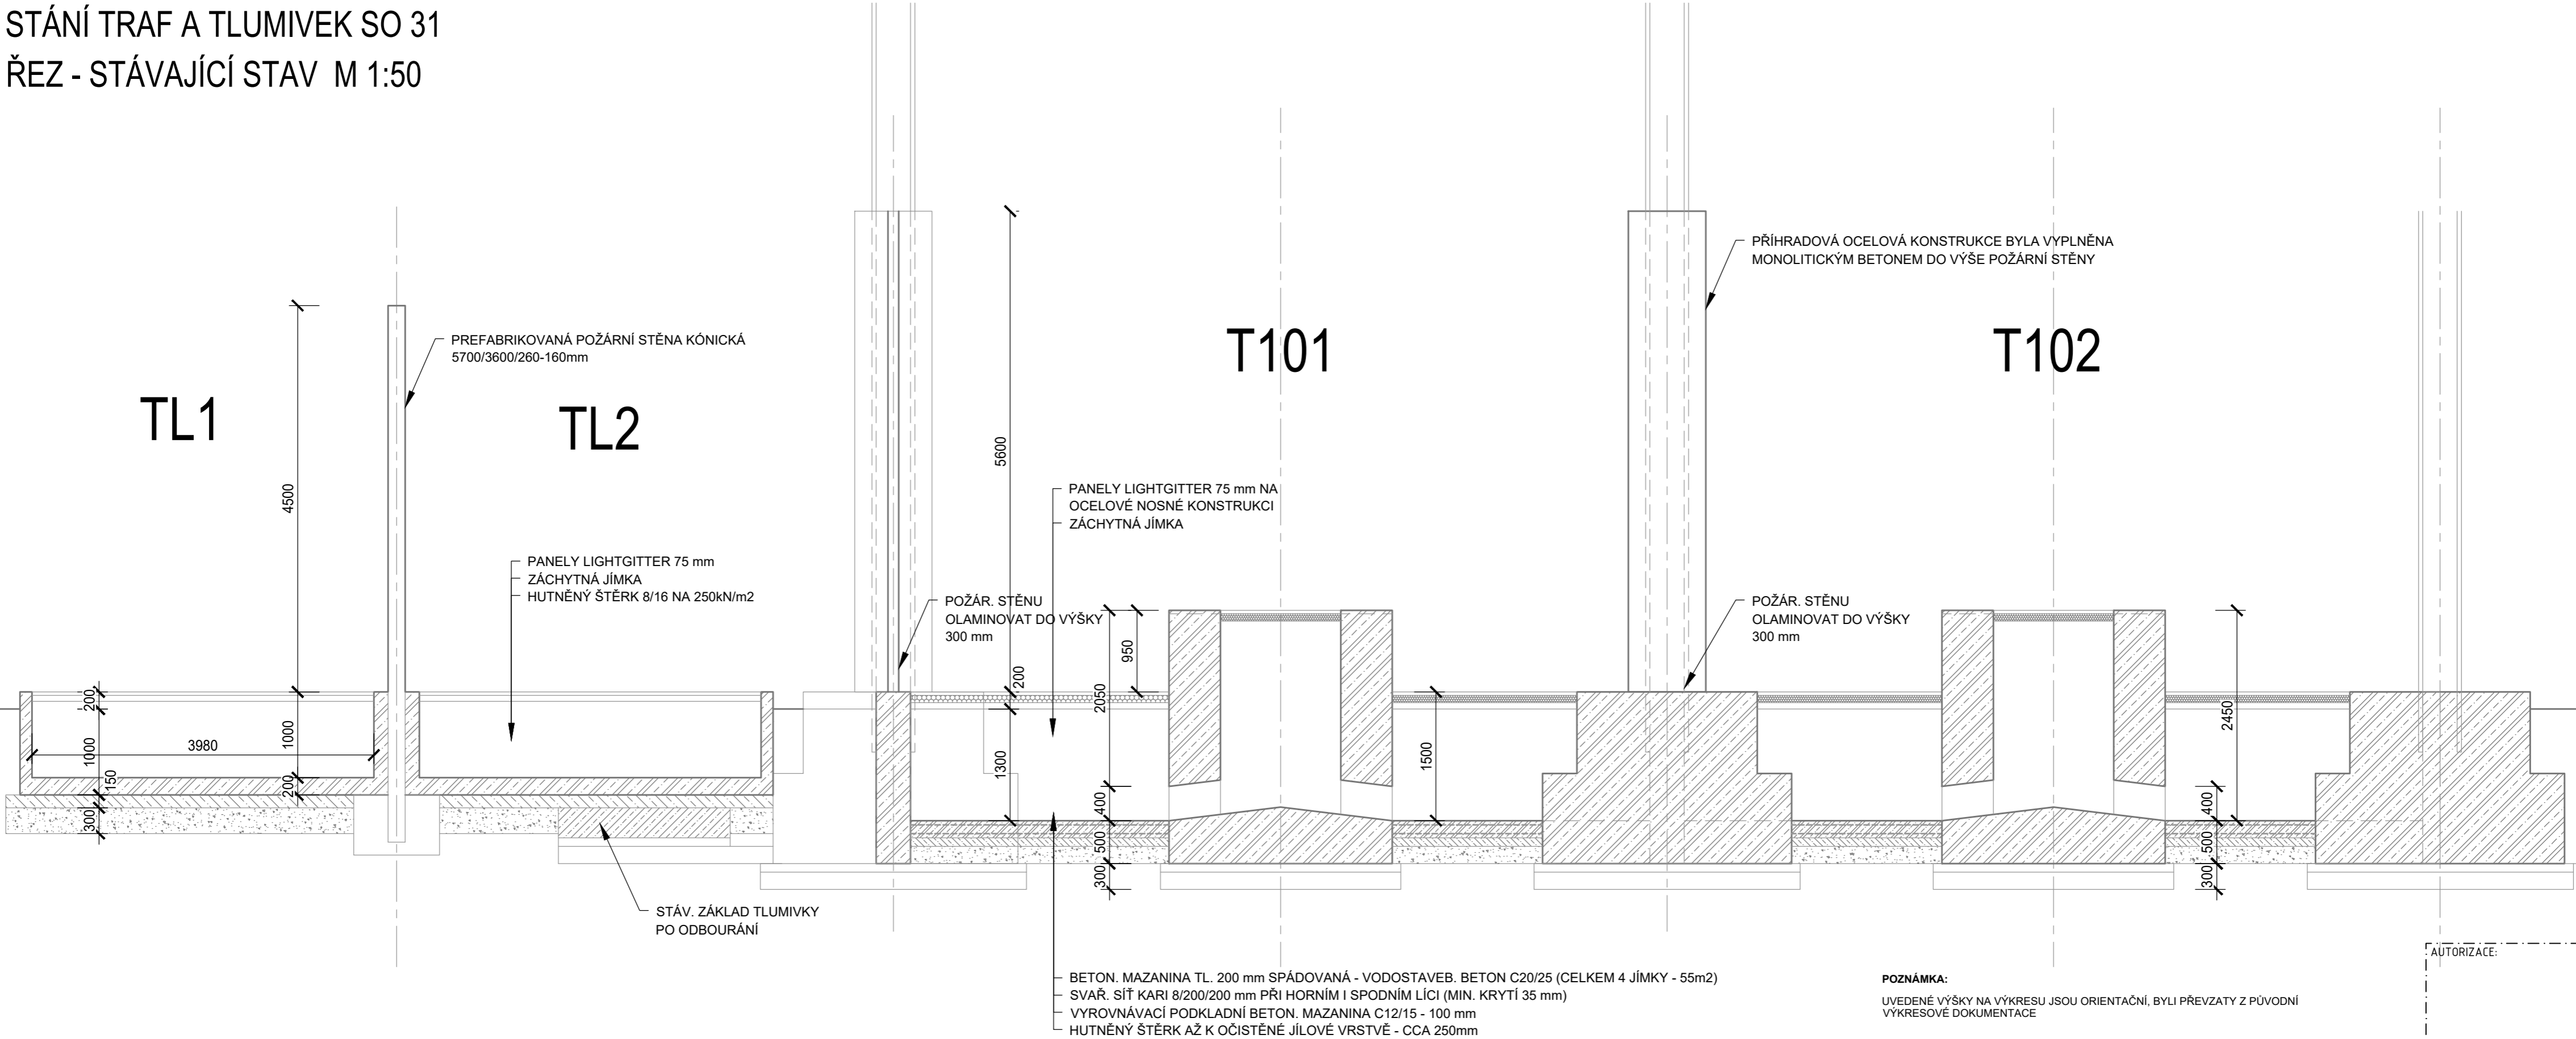 STÁNÍ TRAF A TLUMIVEK SO 31
ŘEZ - STÁVAJÍCÍ STAV M 1:50
PŘÍHRADOVÁ OCELOVÁ KONSTRUKCE BYLA VYPLNĚNA
MONOLITICKÝM BETONEM DO VÝŠE POŽÁRNÍ STĚNY
PREFABRIKOVANÁ POŽÁRNÍ STĚNA KÓNICKÁ
5700/3600/260-160mm
T101
T102
TL1
TL2
4500
5600
PANELY LIGHTGITTER 75 mm NA
OCELOVÉ NOSNÉ KONSTRUKCI
ZÁCHYTNÁ JÍMKA
PANELY LIGHTGITTER 75 mm
ZÁCHYTNÁ JÍMKA
HUTNĚNÝ ŠTĚRK 8/16 NA 250kN/m2
POŽÁR. STĚNU
OLAMINOVAT DO VÝŠKY
300 mm
POŽÁR. STĚNU
OLAMINOVAT DO VÝŠKY
300 mm
200
1000
150
300
3980
1000
200
200
1300
950
2050
400
500
300
1500
2450
400
500
300
STÁV. ZÁKLAD TLUMIVKY
PO ODBOURÁNÍ
BETON. MAZANINA TL. 200 mm SPÁDOVANÁ - VODOSTAVEB. BETON C20/25 (CELKEM 4 JÍMKY - 55m2)
SVAŘ. SÍŤ KARI 8/200/200 mm PŘI HORNÍM I SPODNÍM LÍCI (MIN. KRYTÍ 35 mm)
VYROVNÁVACÍ PODKLADNÍ BETON. MAZANINA C12/15 - 100 mm
HUTNĚNÝ ŠTĚRK AŽ K OČISTĚNÉ JÍLOVÉ VRSTVĚ - CCA 250mm
POZNÁMKA:
UVEDENÉ VÝŠKY NA VÝKRESU JSOU ORIENTAČNÍ, BYLI PŘEVZATY Z PŮVODNÍ
VÝKRESOVÉ DOKUMENTACE
AUTORIZACE: